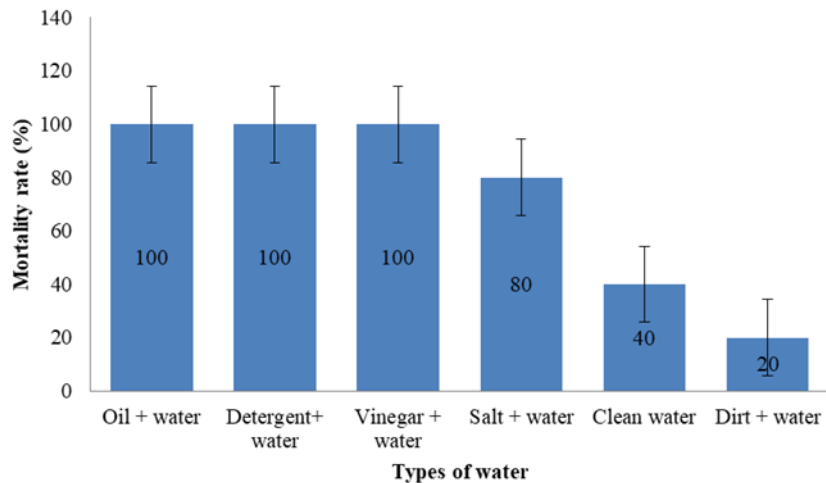 140
120
100
80
60
40
20
0
Mortality rate (%)
100
100
100
80
40
20
Oil + water
Detergent+
water
Vinegar +
water
Salt + water
Clean water
Dirt + water
Types of water